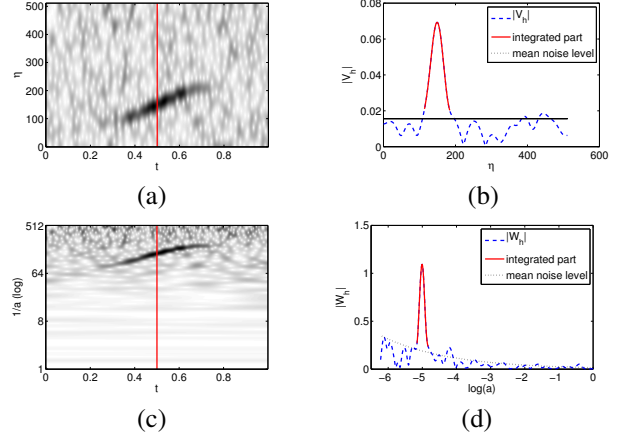 500
400
300
200
100
0
η
0 0.2 0.4 0.6 0.8
t
(a)
0.08
0.06
0.04
0.02
0
|V_h|
|V_h|
integrated part
mean noise level
0 200 400 600
η
(b)
512
64
8
1
1/a (log)
0 0.2 0.4 0.6 0.8
t
(c)
1.5
1
0.5
0
|W_h|
|W_h|
integrated part
mean noise level
−6 −5 −4 −3 −2 −1 0
log(a)
(d)